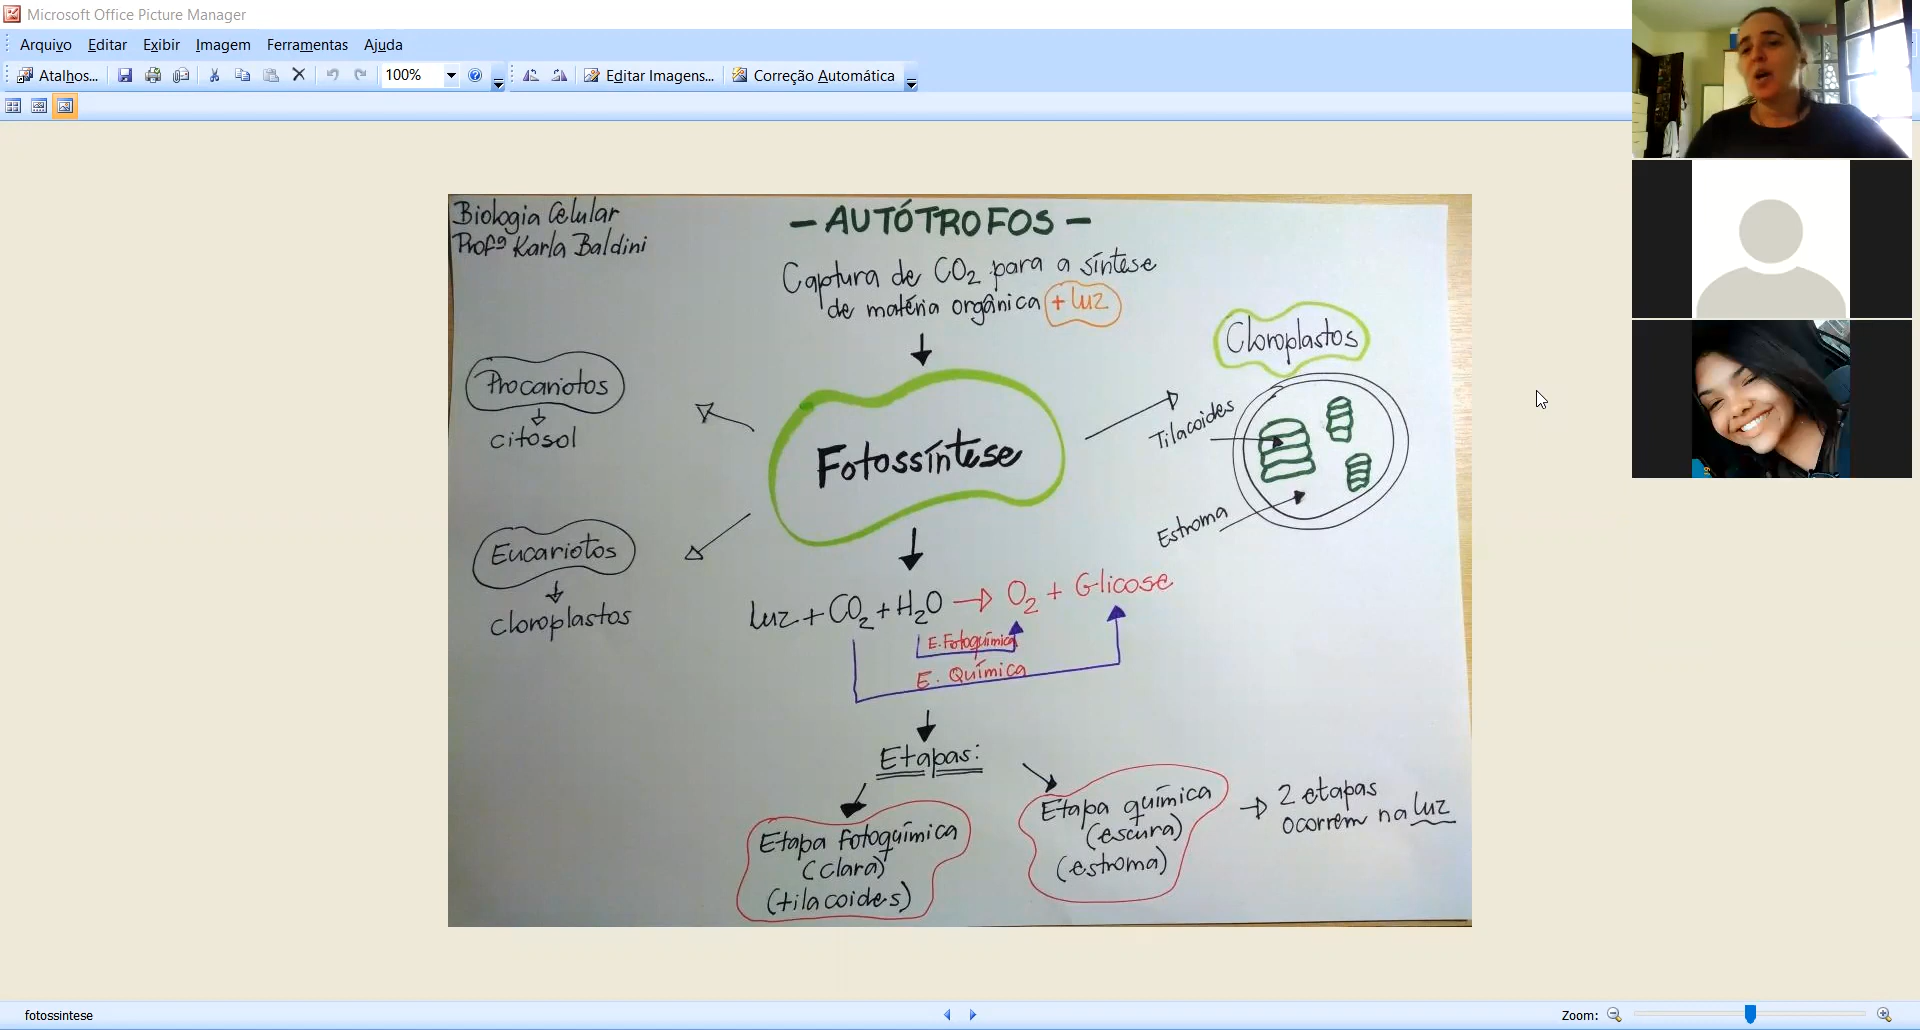 Microsoft Office Picture Manager
Arquivo Editar Exibir Imagem Ferramentas Ajuda
Atalhos... 100% Editar Imagens... Correção Automática
Biologia Celular
Profª Karla Baldini
- AUTÓTROFOS -
Captura de CO₂ para a síntese
de matéria orgânica + luz
Cloroplastos
Procariotos
citosol
Tilacoides
Fotossíntese
Estroma
Eucariotos
cloroplastos
Luz + CO₂ + H₂O → O₂ + Glicose
E. Fotoquímica
E. Química
Etapas:
Etapa fotoquímica
(clara)
(tilacoides)
Etapa química
(escura)
(estroma)
→ 2 etapas
ocorrem na luz
fotossintese
Zoom: